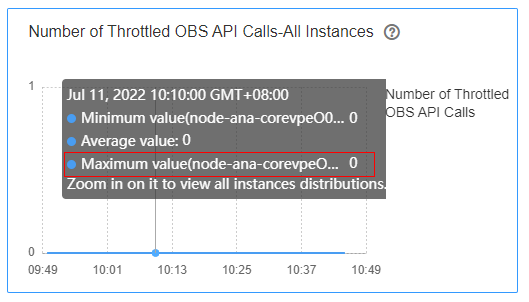 Number of Throttled OBS API Calls-All Instances ?
1
Jul 11, 2022 10:10:00 GMT+08:00
Minimum value(node-ana-corevpeO0... 0
Average value: 0
Maximum value(node-ana-corevpeO... 0
Zoom in on it to view all instances distributions.
Number of Throttled
OBS API Calls
0
09:49 10:01 10:13 10:25 10:37 10:49